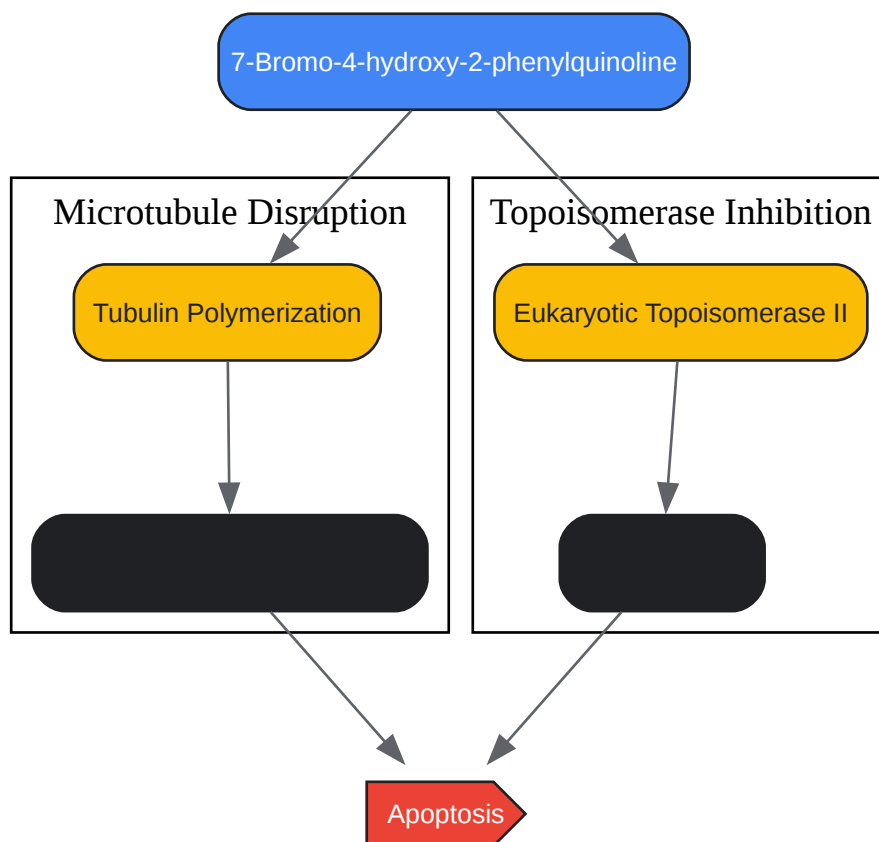 7-Bromo-4-hydroxy-2-phenylquinoline
Microtubule Disruption
Topoisomerase Inhibition
Tubulin Polymerization
Eukaryotic Topoisomerase II
Apoptosis